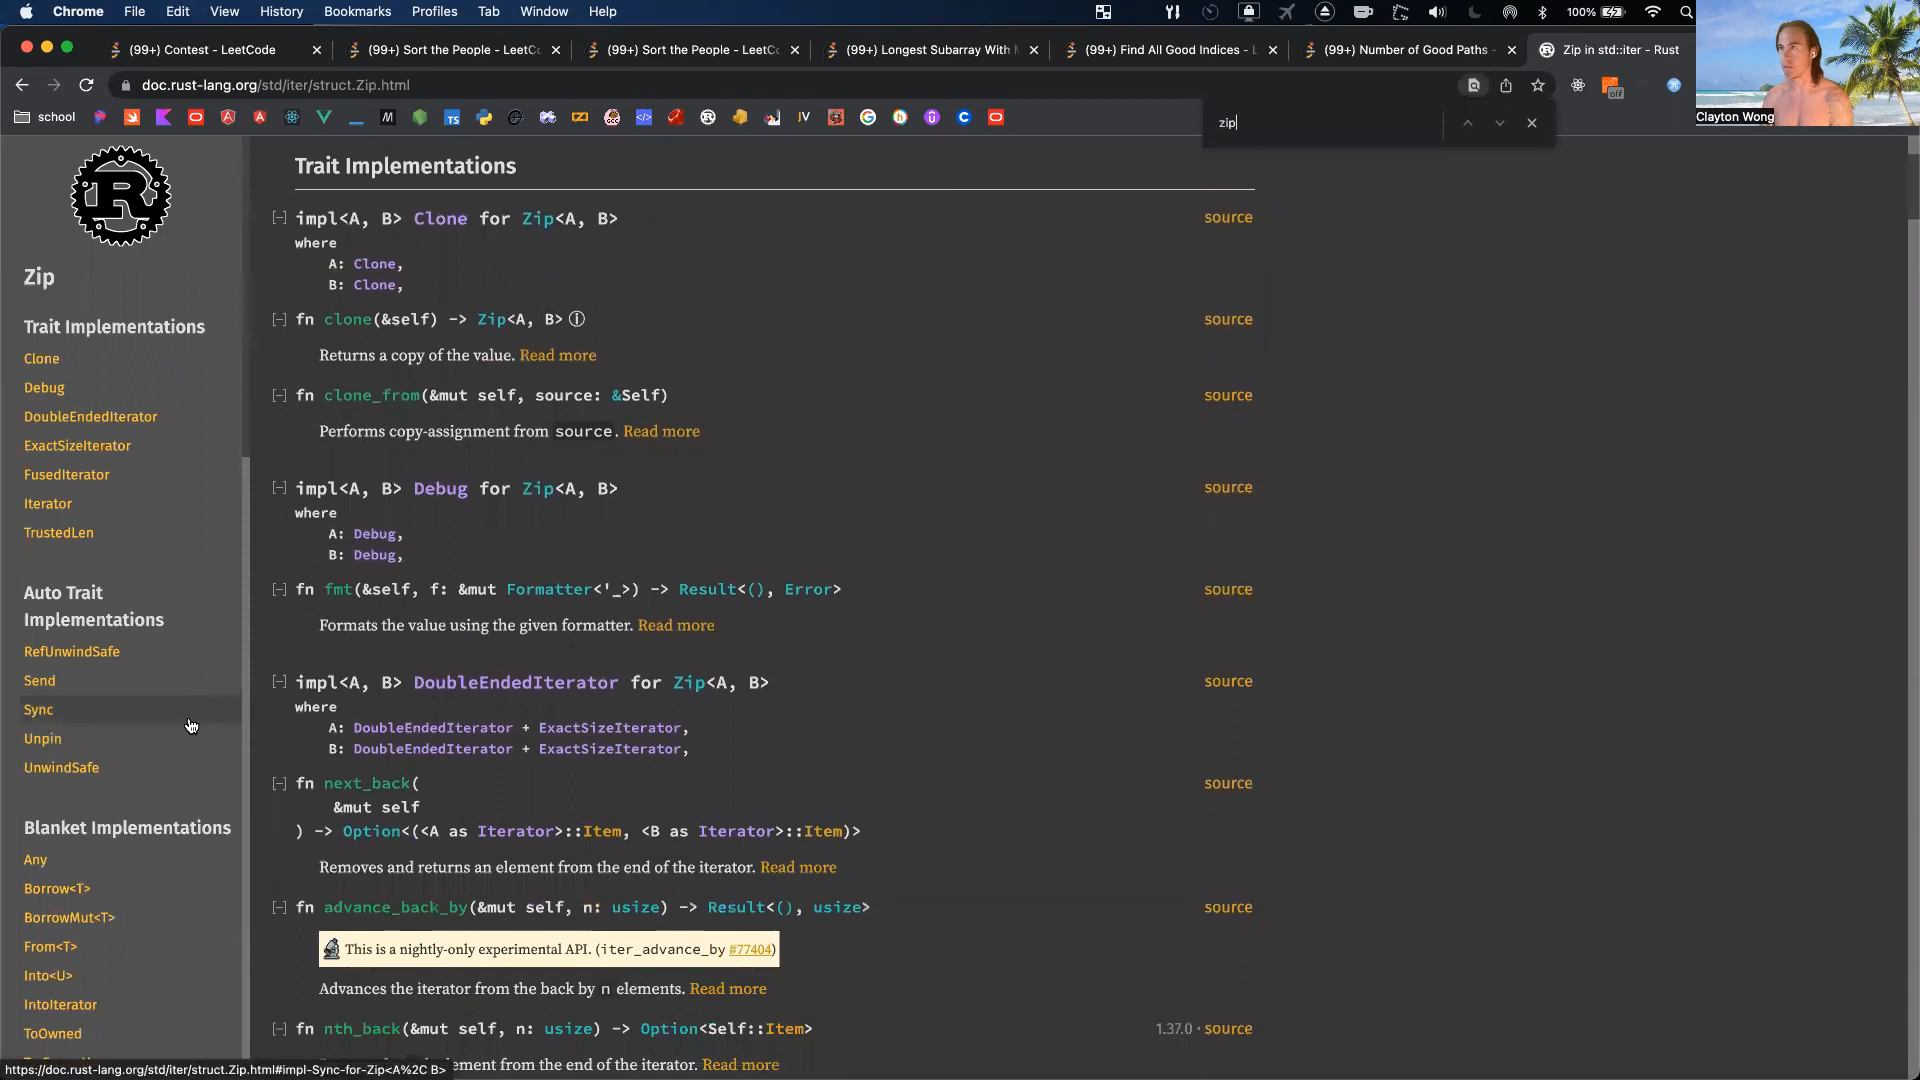 Chrome File Edit View History Bookmarks Profiles Tab Window Help
100%
(99+) Contest - LeetCode
(99+) Sort the People - LeetC
(99+) Sort the People - LeetC
(99+) Longest Subarray With
(99+) Find All Good Indices - L
(99+) Number of Good Paths -
Zip in std::iter - Rust
doc.rust-lang.org/std/iter/struct.Zip.html
off
school
zip
Clayton Wong
Zip
Trait Implementations
Clone
Debug
DoubleEndedIterator
ExactSizeIterator
FusedIterator
Iterator
TrustedLen
Auto Trait
Implementations
RefUnwindSafe
Send
Sync
Unpin
UnwindSafe
Blanket Implementations
Any
Borrow<T>
BorrowMut<T>
From<T>
Into<U>
IntoIterator
ToOwned
https://doc.rust-lang.org/std/iter/struct.Zip.html#impl-Sync-for-Zip<A%2C B>
Trait Implementations
[-] impl<A, B> Clone for Zip<A, B> source
where
A: Clone,
B: Clone,
[-] fn clone(&self) -> Zip<A, B> ⓘ source
Returns a copy of the value. Read more
[-] fn clone_from(&mut self, source: &Self) source
Performs copy-assignment from source. Read more
[-] impl<A, B> Debug for Zip<A, B> source
where
A: Debug,
B: Debug,
[-] fn fmt(&self, f: &mut Formatter<'_>) -> Result<(), Error> source
Formats the value using the given formatter. Read more
[-] impl<A, B> DoubleEndedIterator for Zip<A, B> source
where
A: DoubleEndedIterator + ExactSizeIterator,
B: DoubleEndedIterator + ExactSizeIterator,
[-] fn next_back( source
&mut self
) -> Option<(<A as Iterator>::Item, <B as Iterator>::Item)>
Removes and returns an element from the end of the iterator. Read more
[-] fn advance_back_by(&mut self, n: usize) -> Result<(), usize> source
This is a nightly-only experimental API. (iter_advance_by #77404)
Advances the iterator from the back by n elements. Read more
[-] fn nth_back(&mut self, n: usize) -> Option<Self::Item> 1.37.0 · source
element from the end of the iterator. Read more